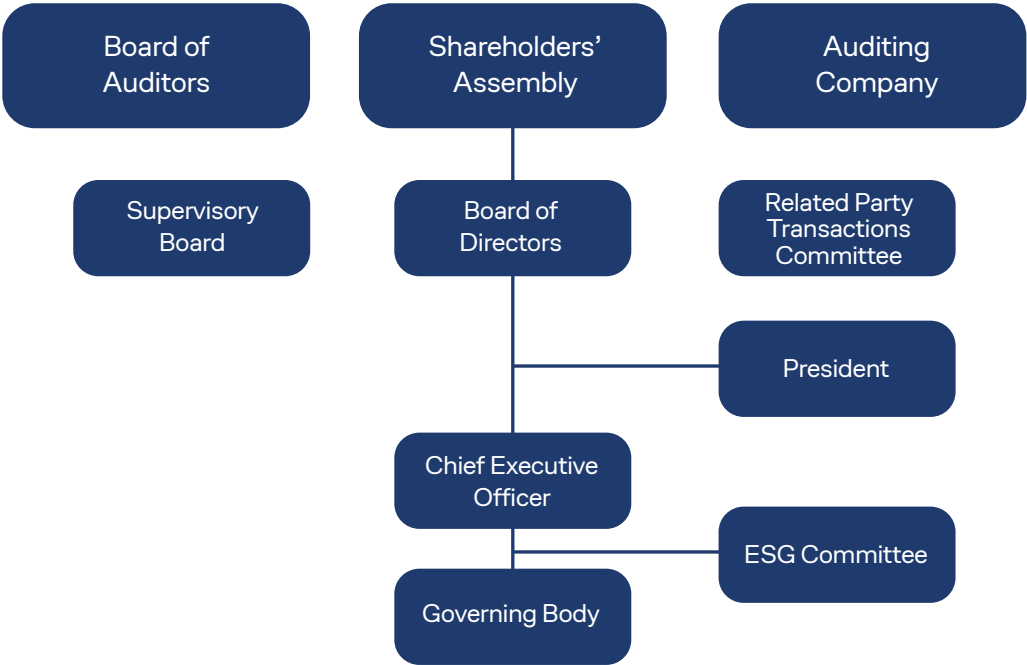 Board of
Auditors
Shareholders’
Assembly
Auditing
Company
Supervisory
Board
Board of
Directors
Related Party
Transactions
Committee
President
Chief Executive
Officer
ESG Committee
Governing Body